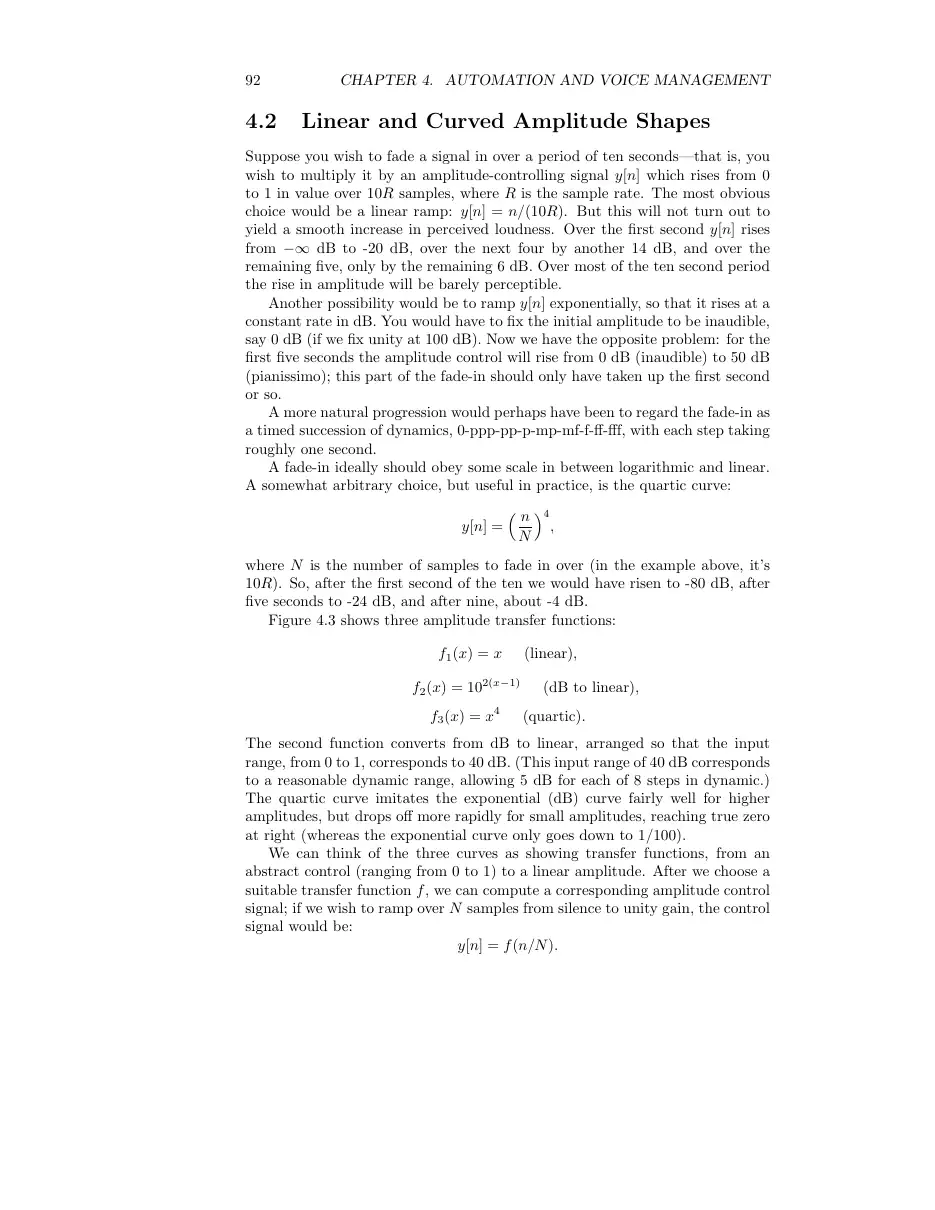 92 CHAPTER 4. AUTOMATION AND VOICE MANAGEMENT
4.2 Linear and Curved Amplitude Shapes
Suppose you wish to fade a signal in over a period of ten seconds—that is, you
wish to multiply it by an amplitude-controlling signal y[n] which rises from 0
to 1 in value over 10R samples, where R is the sample rate. The most obvious
choice would be a linear ramp: y[n] = n/(10R). But this will not turn out to
yield a smooth increase in perceived loudness. Over the first second y[n] rises
from −∞ dB to -20 dB, over the next four by another 14 dB, and over the
remaining five, only by the remaining 6 dB. Over most of the ten second period
the rise in amplitude will be barely perceptible.
Another possibility would be to ramp y[n] exponentially, so that it rises at a
constant rate in dB. You would have to fix the initial amplitude to be inaudible,
say 0 dB (if we fix unity at 100 dB). Now we have the opposite problem: for the
first five seconds the amplitude control will rise from 0 dB (inaudible) to 50 dB
(pianissimo); this part of the fade-in should only have taken up the first second
or so.
A more natural progression would perhaps have been to regard the fade-in as
a timed succession of dynamics, 0-ppp-pp-p-mp-mf-f-ff-fff, with each step taking
roughly one second.
A fade-in ideally should obey some scale in between logarithmic and linear.
A somewhat arbitrary choice, but useful in practice, is the quartic curve:
y[n] = (n/N)^4,
where N is the number of samples to fade in over (in the example above, it's
10R). So, after the first second of the ten we would have risen to -80 dB, after
five seconds to -24 dB, and after nine, about -4 dB.
Figure 4.3 shows three amplitude transfer functions:
f₁(x) = x (linear),
f₂(x) = 10^{2(x−1)} (dB to linear),
f₃(x) = x⁴ (quartic).
The second function converts from dB to linear, arranged so that the input
range, from 0 to 1, corresponds to 40 dB. (This input range of 40 dB corresponds
to a reasonable dynamic range, allowing 5 dB for each of 8 steps in dynamic.)
The quartic curve imitates the exponential (dB) curve fairly well for higher
amplitudes, but drops off more rapidly for small amplitudes, reaching true zero
at right (whereas the exponential curve only goes down to 1/100).
We can think of the three curves as showing transfer functions, from an
abstract control (ranging from 0 to 1) to a linear amplitude. After we choose a
suitable transfer function f, we can compute a corresponding amplitude control
signal; if we wish to ramp over N samples from silence to unity gain, the control
signal would be:
y[n] = f(n/N).